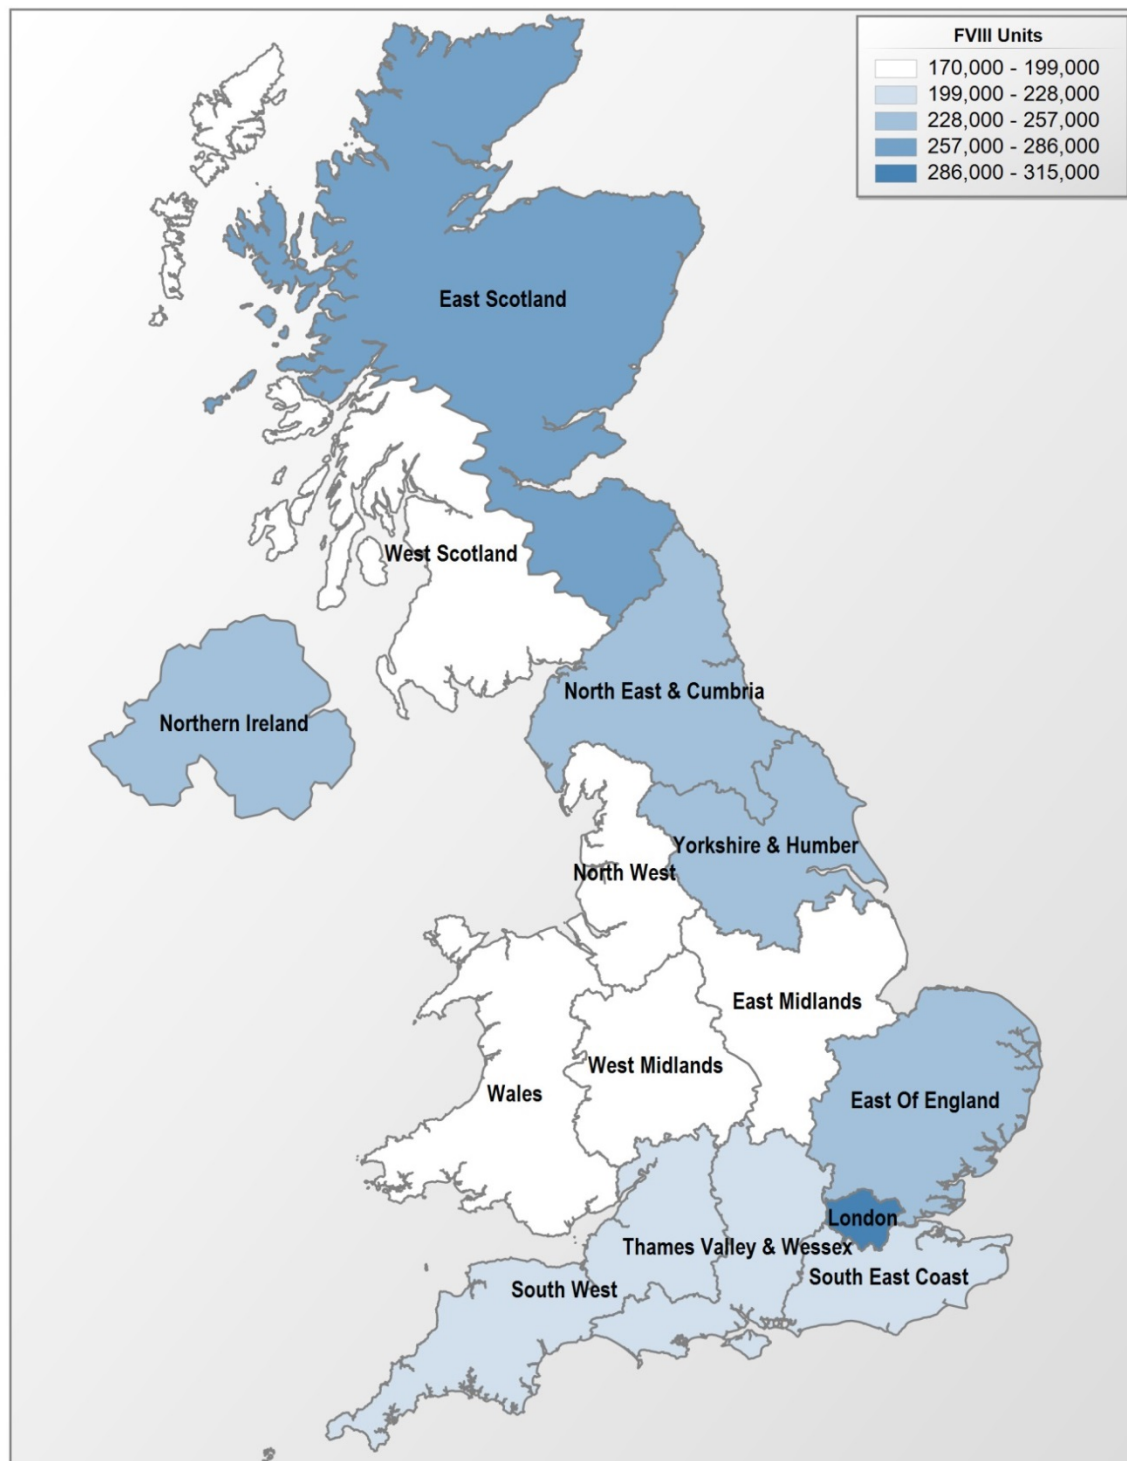 FVIII Units
170,000 - 199,000
199,000 - 228,000
228,000 - 257,000
257,000 - 286,000
286,000 - 315,000
East Scotland
West Scotland
North East & Cumbria
Northern Ireland
Yorkshire & Humber
North West
East Midlands
West Midlands
Wales
East Of England
London
Thames Valley & Wessex
South East Coast
South West